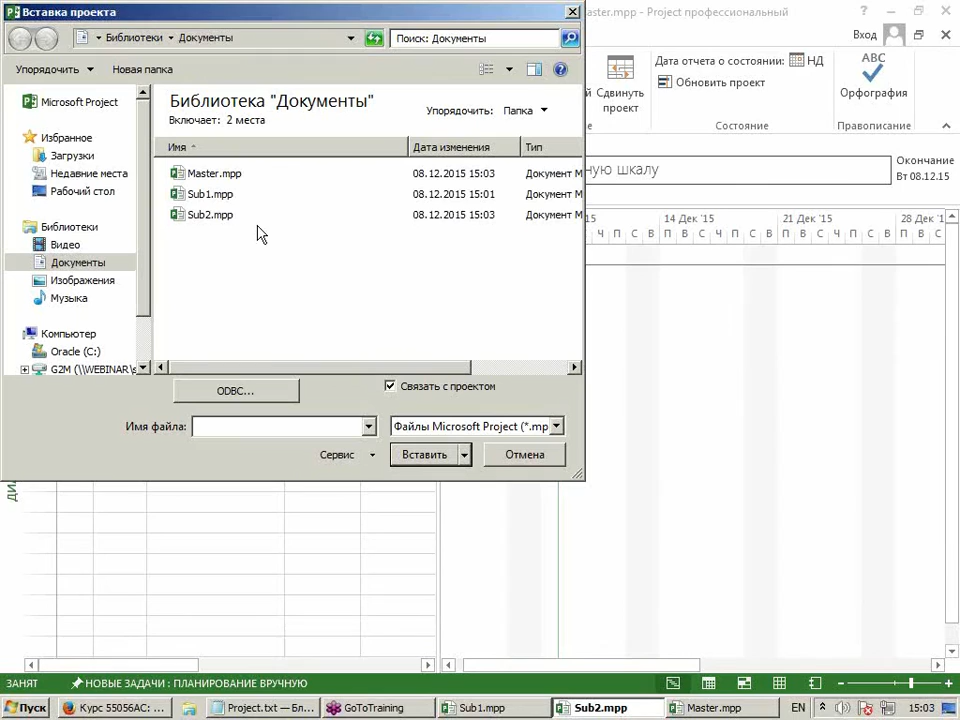 Вставка проекта
Master.mpp - Project профессиональный
Библиотеки
Документы
Поиск: Документы
Вход
Упорядочить
Новая папка
Дата отчета о состоянии:
НД
Обновить проект
Сдвинуть проект
ABC
Орфография
Состояние
Правописание
Microsoft Project
Избранное
Загрузки
Недавние места
Рабочий стол
Библиотеки
Видео
Документы
Изображения
Музыка
Компьютер
Oracle (C:)
G2M (\\WEBINAR\
Библиотека "Документы"
Включает: 2 места
Упорядочить:
Папка
Имя
Дата изменения
Тип
Master.mpp
08.12.2015 15:03
Документ M
Sub1.mpp
08.12.2015 15:01
Документ M
Sub2.mpp
08.12.2015 15:03
Документ M
ную шкалу
Окончание
Вт 08.12.15
'15
14 Дек '15
21 Дек '15
28 Дек '1
П В С Ч П С В
ODBC...
Связать с проектом
Имя файла:
Файлы Microsoft Project (*.mp
Сервис
Вставить
Отмена
ЗАНЯТ
НОВЫЕ ЗАДАЧИ : ПЛАНИРОВАНИЕ ВРУЧНУЮ
Пуск
Курс 55056AC: ...
Project.txt — Бл...
GoToTraining
Sub1.mpp
Sub2.mpp
Master.mpp
EN
15:03